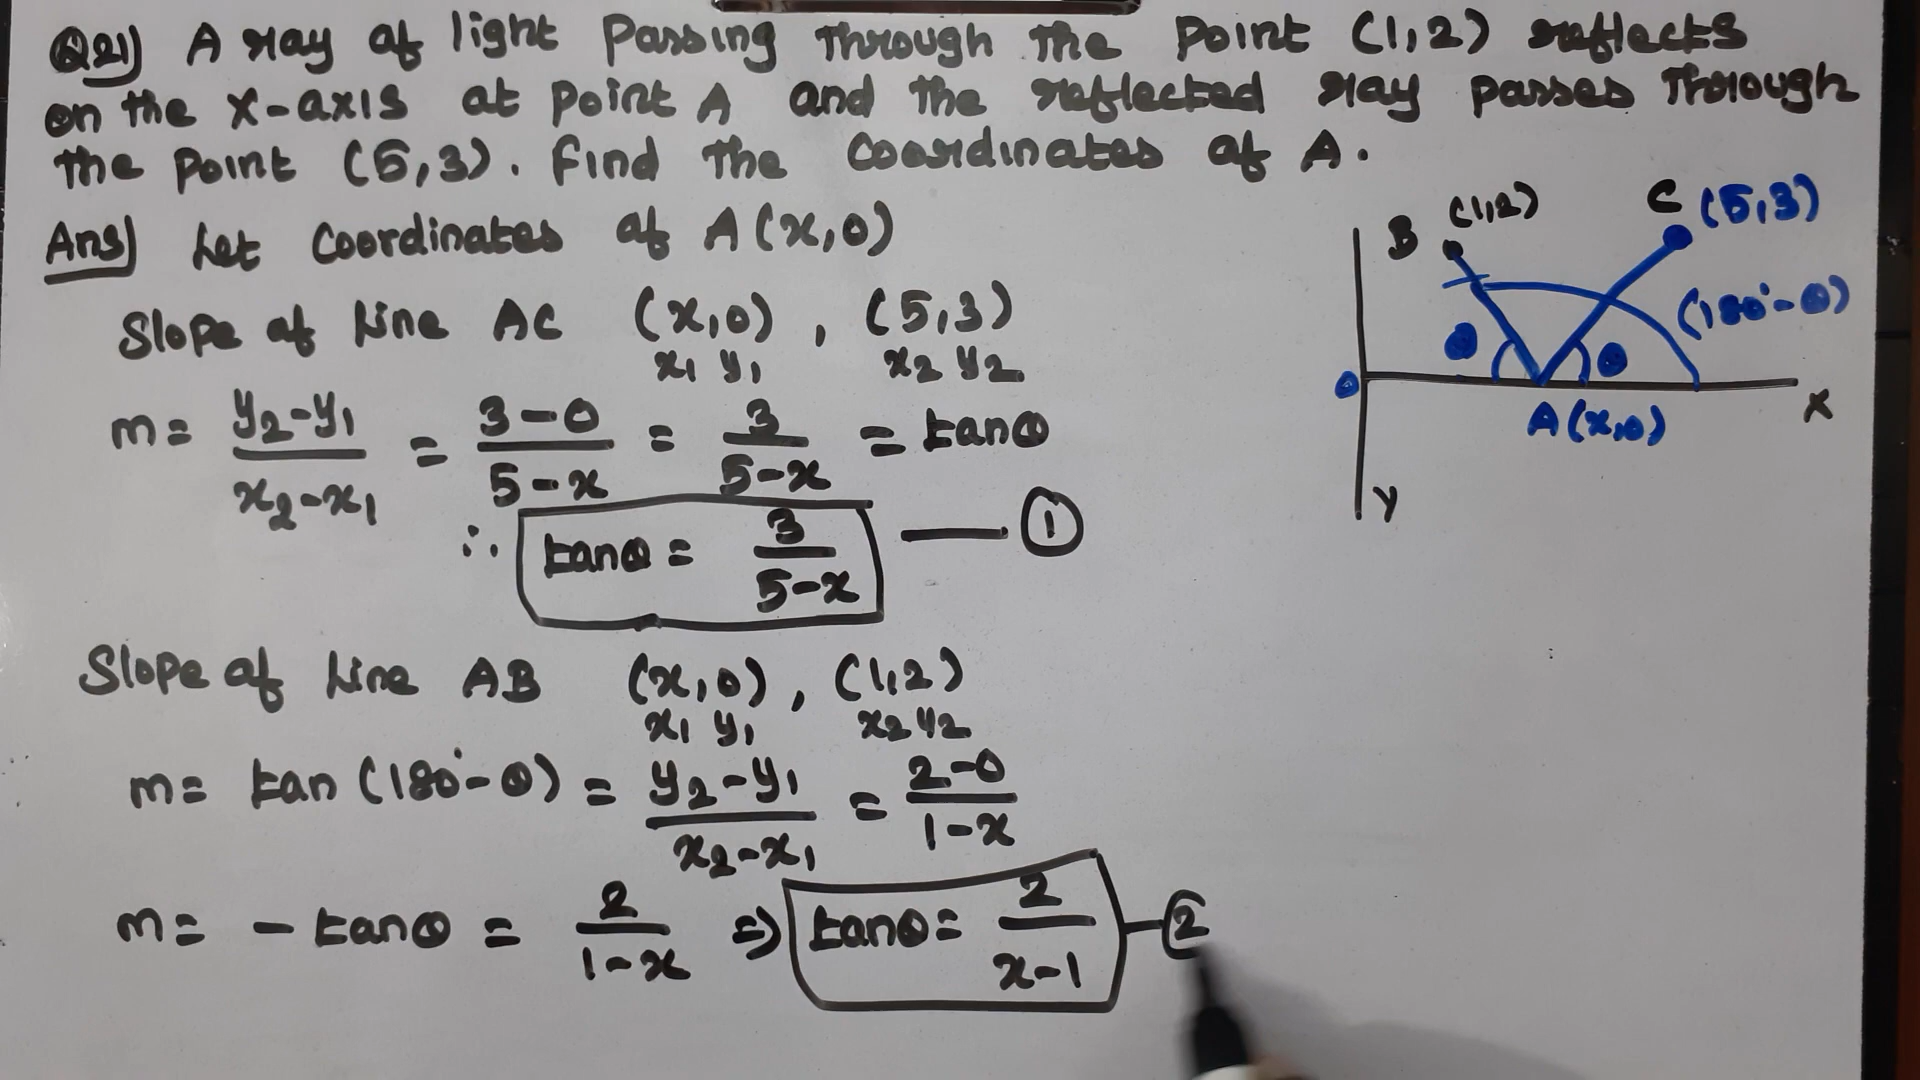 Q21) A ray of light passing through the point (1,2) reflects
on the x-axis at point A and the reflected ray passes through
the point (5,3). Find the coordinates of A.
Ans) Let coordinates of A(x,0)
Slope of line AC (x,0), (5,3)
x₁ y₁ x₂ y₂
m = (y₂-y₁)/(x₂-x₁) = (3-0)/(5-x) = 3/(5-x) = tanθ
∴ tanθ = 3/(5-x) — ①
Slope of line AB (x,0), (1,2)
x₁ y₁ x₂ y₂
m = tan(180°-θ) = (y₂-y₁)/(x₂-x₁) = (2-0)/(1-x)
m = -tanθ = 2/(1-x) ⇒ tanθ = 2/(x-1) — ②
B (1,2) C (5,3)
θ θ (180°-θ)
0 A(x,0) X
Y